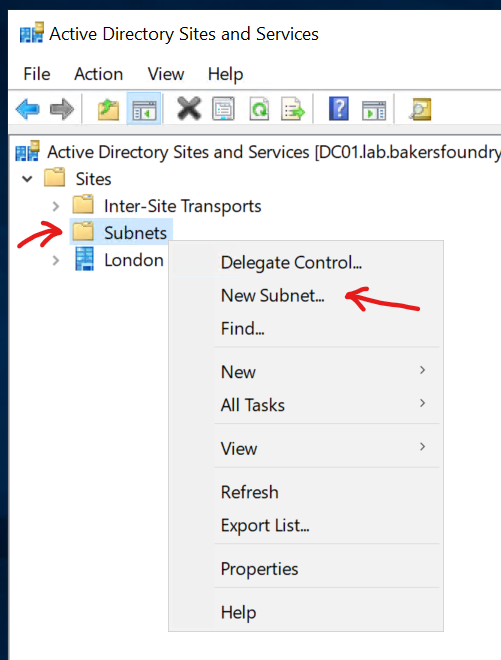 Active Directory Sites and Services
File Action View Help
Active Directory Sites and Services [DC01.lab.bakersfoundry
Sites
Inter-Site Transports
Subnets
London
Delegate Control...
New Subnet...
Find...
New
All Tasks
View
Refresh
Export List...
Properties
Help